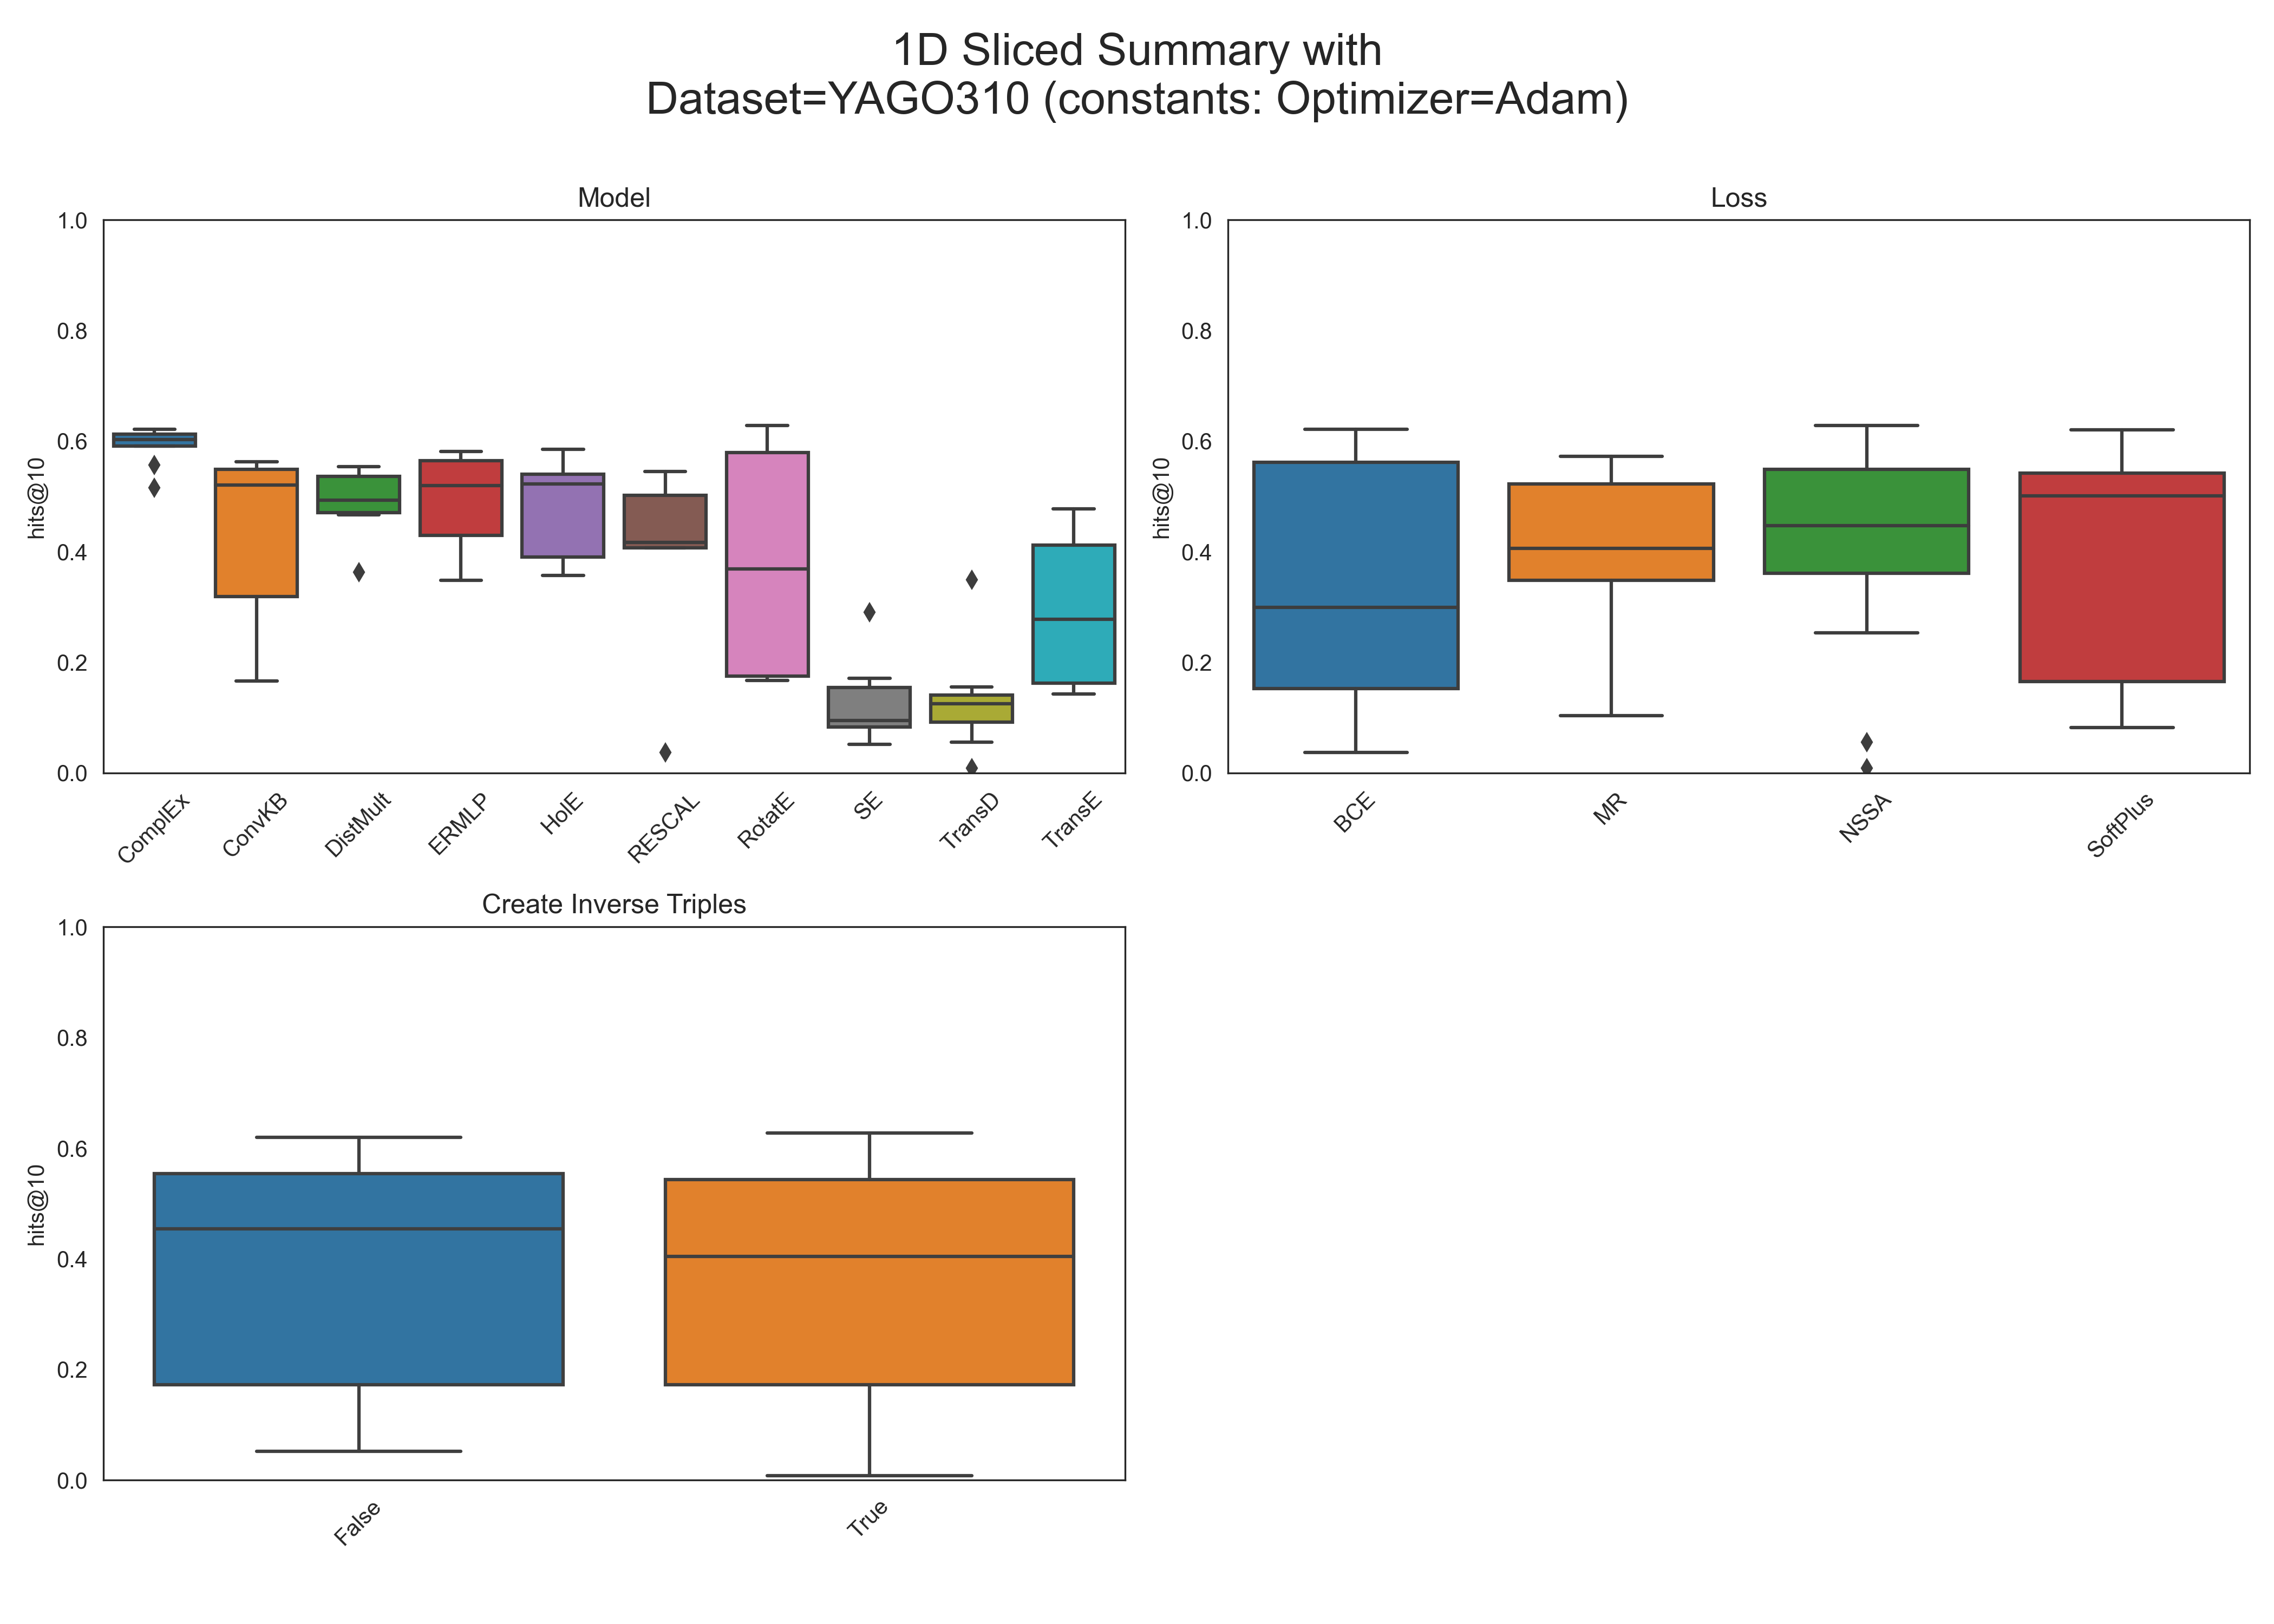 1D Sliced Summary with
Dataset=YAGO310 (constants: Optimizer=Adam)
Model
1.0
0.8
0.6
0.4
0.2
0.0
hits@10
ComplEx
ConvKB
DistMult
ERMLP
HolE
RESCAL
RotatE
SE
TransD
TransE
Loss
1.0
0.8
0.6
0.4
0.2
0.0
hits@10
BCE
MR
NSSA
SoftPlus
Create Inverse Triples
1.0
0.8
0.6
0.4
0.2
0.0
hits@10
False
True